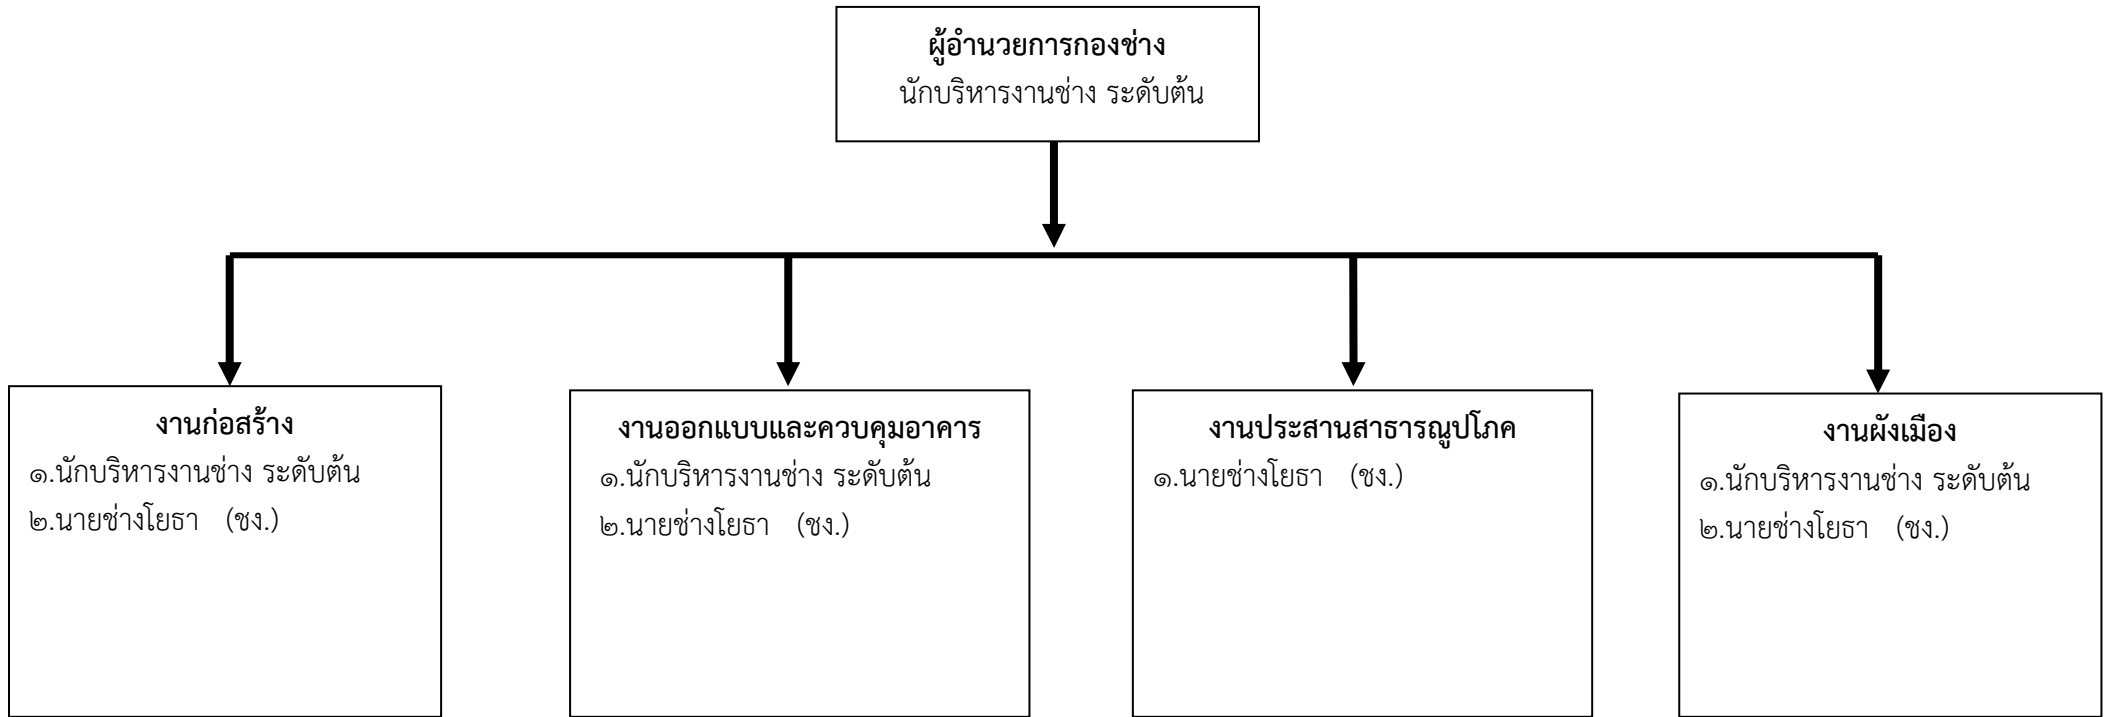 ผู้อำนวยการกองช่าง
นักบริหารงานช่าง ระดับต้น
งานก่อสร้าง
๑.นักบริหารงานช่าง ระดับต้น
๒.นายช่างโยธา (ชง.)
งานออกแบบและควบคุมอาคาร
๑.นักบริหารงานช่าง ระดับต้น
๒.นายช่างโยธา (ชง.)
งานประสานสาธารณูปโภค
๑.นายช่างโยธา (ชง.)
งานผังเมือง
๑.นักบริหารงานช่าง ระดับต้น
๒.นายช่างโยธา (ชง.)